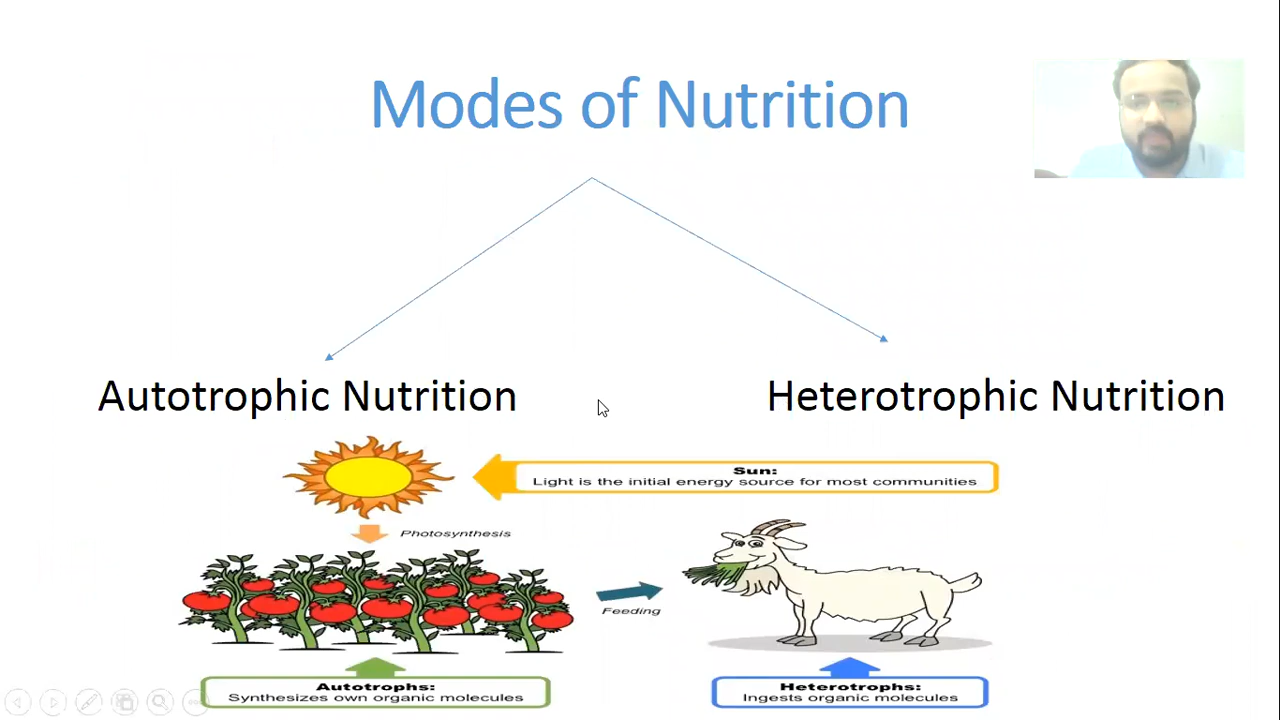 Modes of Nutrition
Autotrophic Nutrition
Heterotrophic Nutrition
Sun:
Light is the initial energy source for most communities
Photosynthesis
Feeding
Autotrophs:
Synthesizes own organic molecules
Heterotrophs:
Ingests organic molecules